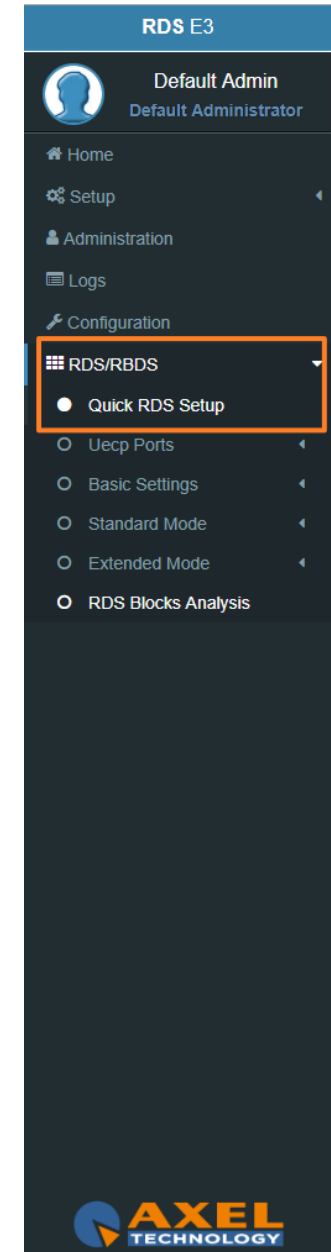 RDS E3
Default Admin
Default Administrator
Home
Setup
Administration
Logs
Configuration
RDS/RBDS
Quick RDS Setup
Uecp Ports
Basic Settings
Standard Mode
Extended Mode
RDS Blocks Analysis
AXEL
TECHNOLOGY